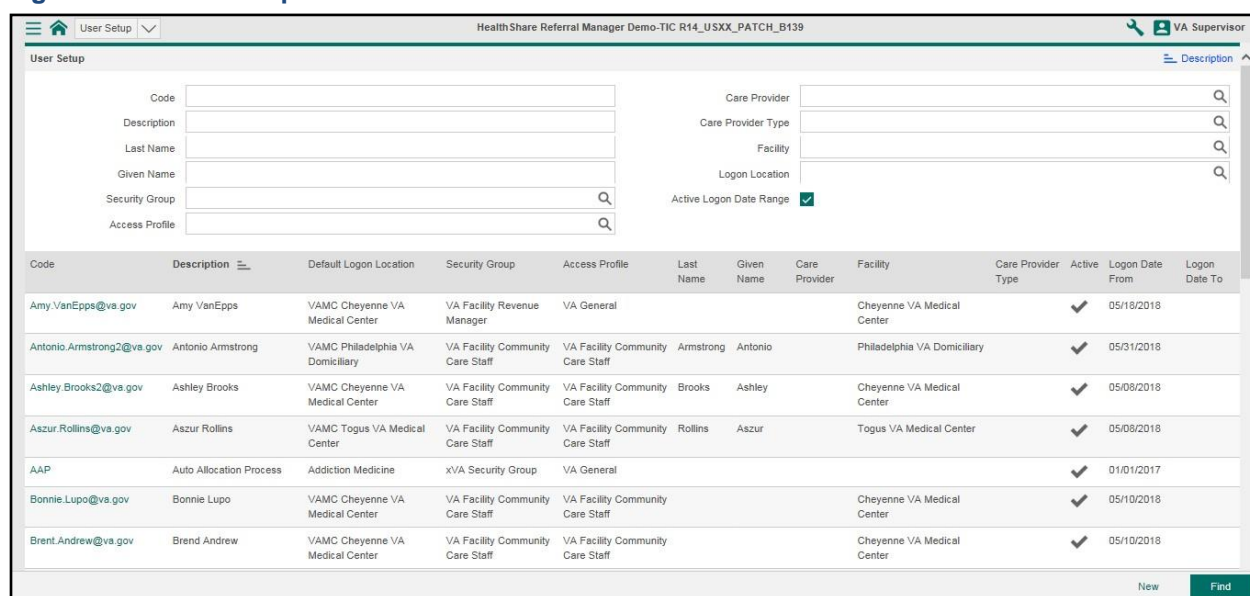 User Setup
HealthShare Referral Manager Demo-TIC R14_USXX_PATCH_B139
VA Supervisor
User Setup
Description
Code
Care Provider
Description
Care Provider Type
Last Name
Facility
Given Name
Logon Location
Security Group
Active Logon Date Range
Access Profile
Code Description Default Logon Location Security Group Access Profile Last Name Given Name Care Provider Facility Care Provider Type Active Logon Date From Logon Date To
Amy.VanEpps@va.gov Amy VanEpps VAMC Cheyenne VA Medical Center VA Facility Revenue Manager VA General Cheyenne VA Medical Center 05/18/2018
Antonio.Armstrong2@va.gov Antonio Armstrong VAMC Philadelphia VA Domiciliary VA Facility Community Care Staff VA Facility Community Care Staff Armstrong Antonio Philadelphia VA Domiciliary 05/31/2018
Ashley.Brooks2@va.gov Ashley Brooks VAMC Cheyenne VA Medical Center VA Facility Community Care Staff VA Facility Community Care Staff Brooks Ashley Cheyenne VA Medical Center 05/08/2018
Aszur.Rollins@va.gov Aszur Rollins VAMC Togus VA Medical Center VA Facility Community Care Staff VA Facility Community Care Staff Rollins Aszur Togus VA Medical Center 05/08/2018
AAP Auto Allocation Process Addiction Medicine xVA Security Group VA General 01/01/2017
Bonnie.Lupo@va.gov Bonnie Lupo VAMC Cheyenne VA Medical Center VA Facility Community Care Staff VA Facility Community Care Staff Cheyenne VA Medical Center 05/10/2018
Brent.Andrew@va.gov Brend Andrew VAMC Cheyenne VA Medical Center VA Facility Community Care Staff VA Facility Community Care Staff Cheyenne VA Medical Center 05/10/2018
New
Find